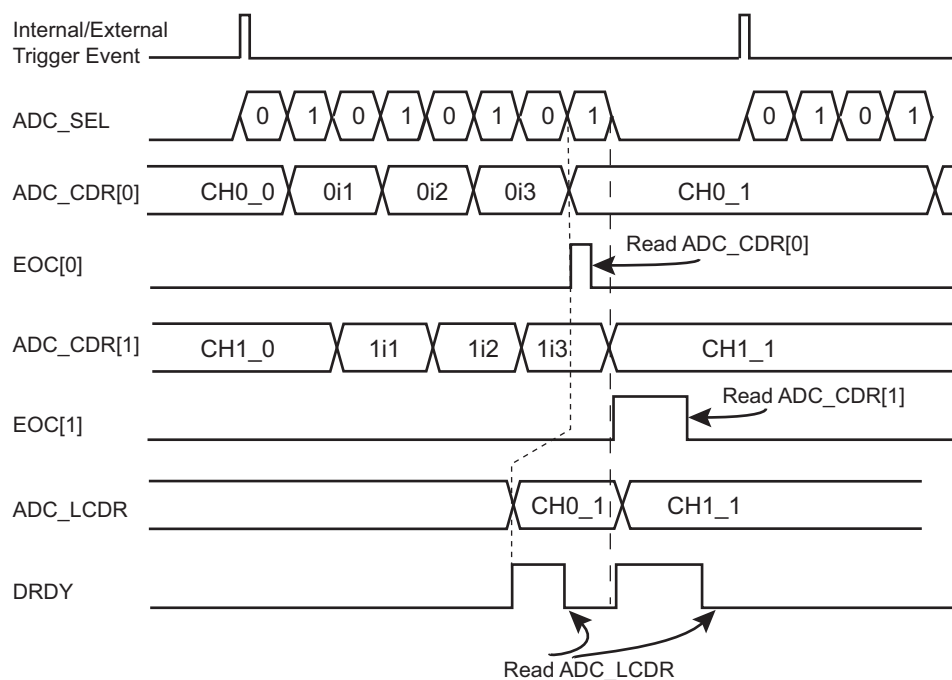 Internal/External
Trigger Event
ADC_SEL 0 1 0 1 0 1 0 1 0 1 0 1
ADC_CDR[0] CH0_0 0i1 0i2 0i3 CH0_1
Read ADC_CDR[0]
EOC[0]
ADC_CDR[1] CH1_0 1i1 1i2 1i3 CH1_1
Read ADC_CDR[1]
EOC[1]
ADC_LCDR CH0_1 CH1_1
DRDY
Read ADC_LCDR